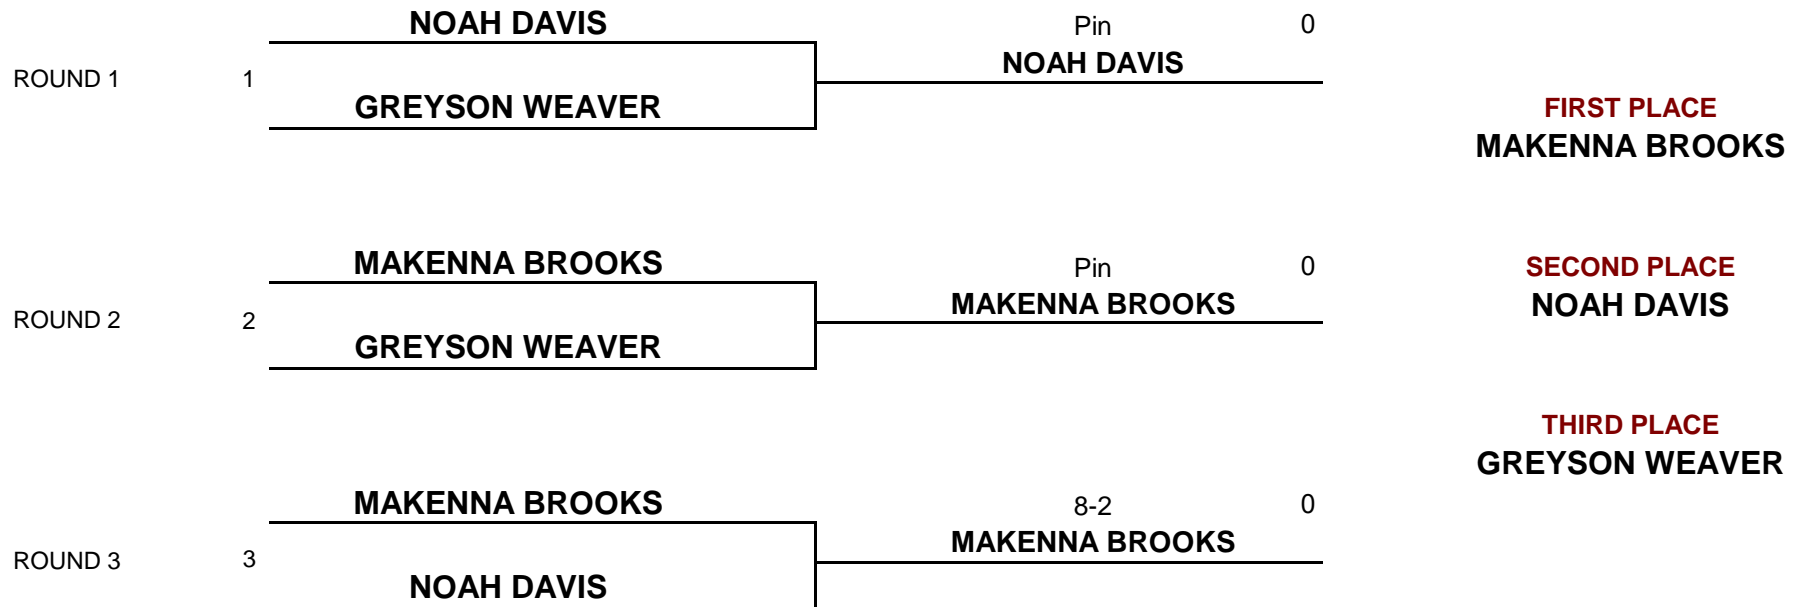 NOAH DAVIS
Pin 0
NOAH DAVIS
ROUND 1 1
GREYSON WEAVER
FIRST PLACE
MAKENNA BROOKS
MAKENNA BROOKS
Pin 0
MAKENNA BROOKS
ROUND 2 2
GREYSON WEAVER
SECOND PLACE
NOAH DAVIS
THIRD PLACE
GREYSON WEAVER
MAKENNA BROOKS
8-2 0
MAKENNA BROOKS
ROUND 3 3
NOAH DAVIS